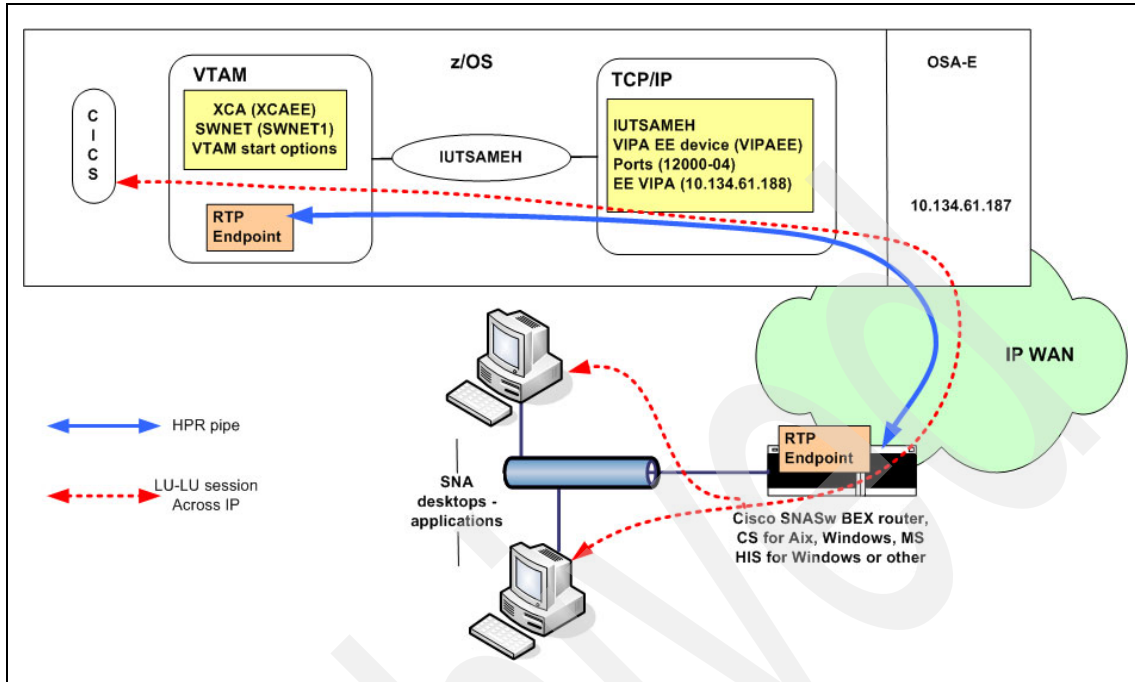 z/OS
OSA-E
VTAM
TCP/IP
C
I
C
S
XCA (XCAEE)
SWNET (SWNET1)
VTAM start options
IUTSAMEH
IUTSAMEH
VIPA EE device (VIPAEE)
Ports (12000-04)
EE VIPA (10.134.61.188)
10.134.61.187
RTP
Endpoint
IP WAN
HPR pipe
LU-LU session
Across IP
SNA
desktops -
applications
RTP
Endpoint
Cisco SNASw BEX router,
CS for Aix, Windows, MS
HIS for Windows or other